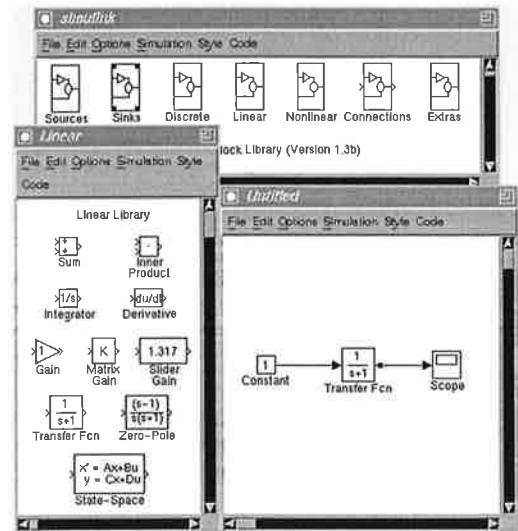 simulink
File Edit Options Simulation Style Code
Sources Sinks Discrete Linear Nonlinear Connections Extras
lock Library (Version 1.3b)
Linear
File Edit Options Simulation Style
Code
Linear Library
+
+
Sum
Inner
Product
1/s
Integrator
du/dt
Derivative
1
Gain
K
Matrix
Gain
1.317
Slider
Gain
1
s+1
Transfer Fcn
(s-1)
s(s+1)
Zero-Pole
x' = Ax+Bu
y = Cx+Du
State-Space
Untitled
File Edit Options Simulation Style Code
1
Constant
1
s+1
Transfer Fcn
Scope